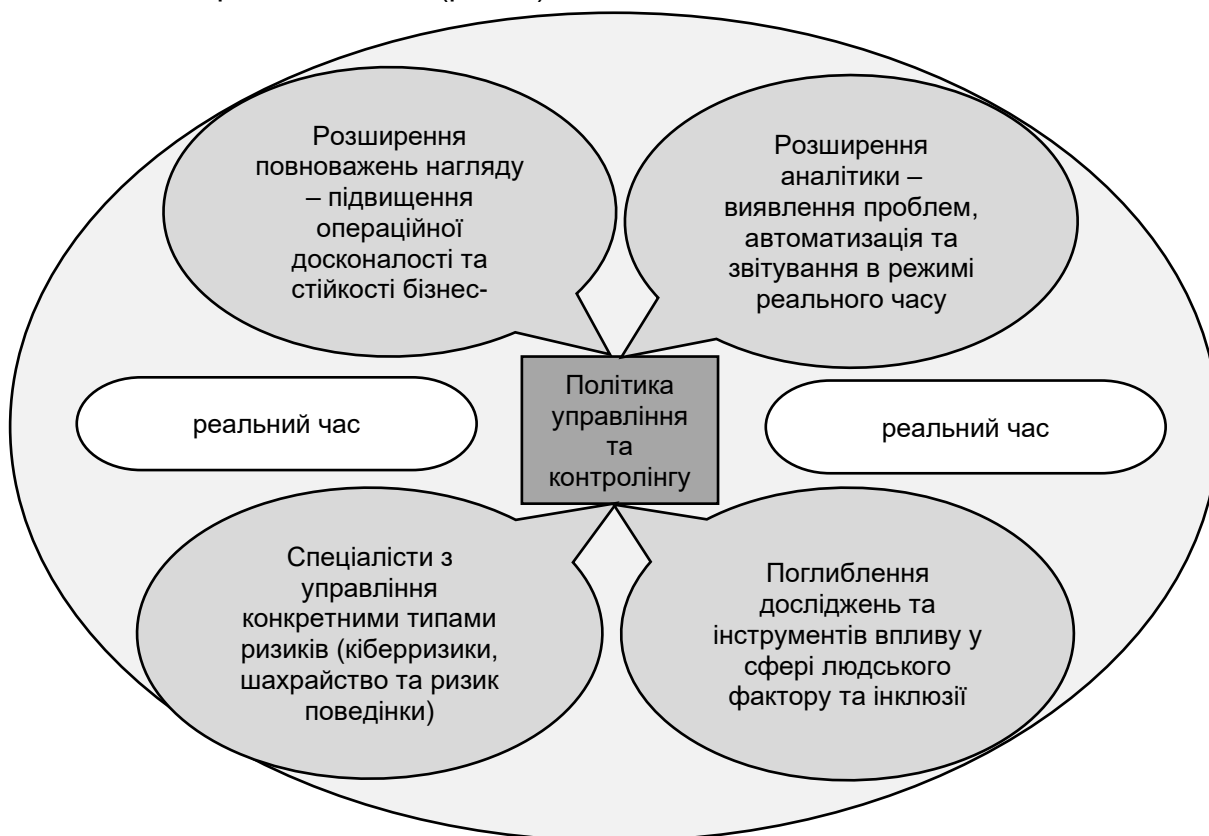 Розширення
повноважень нагляду
– підвищення
операційної
досконалості та
стійкості бізнес-
Розширення
аналітики –
виявлення проблем,
автоматизація та
звітування в режимі
реального часу
реальний час
Політика
управління
та
контролінгу
реальний час
Спеціалісти з
управління
конкретними типами
ризиків (кіберризики,
шахрайство та ризик
поведінки)
Поглиблення
досліджень та
інструментів впливу у
сфері людського
фактору та інклюзії